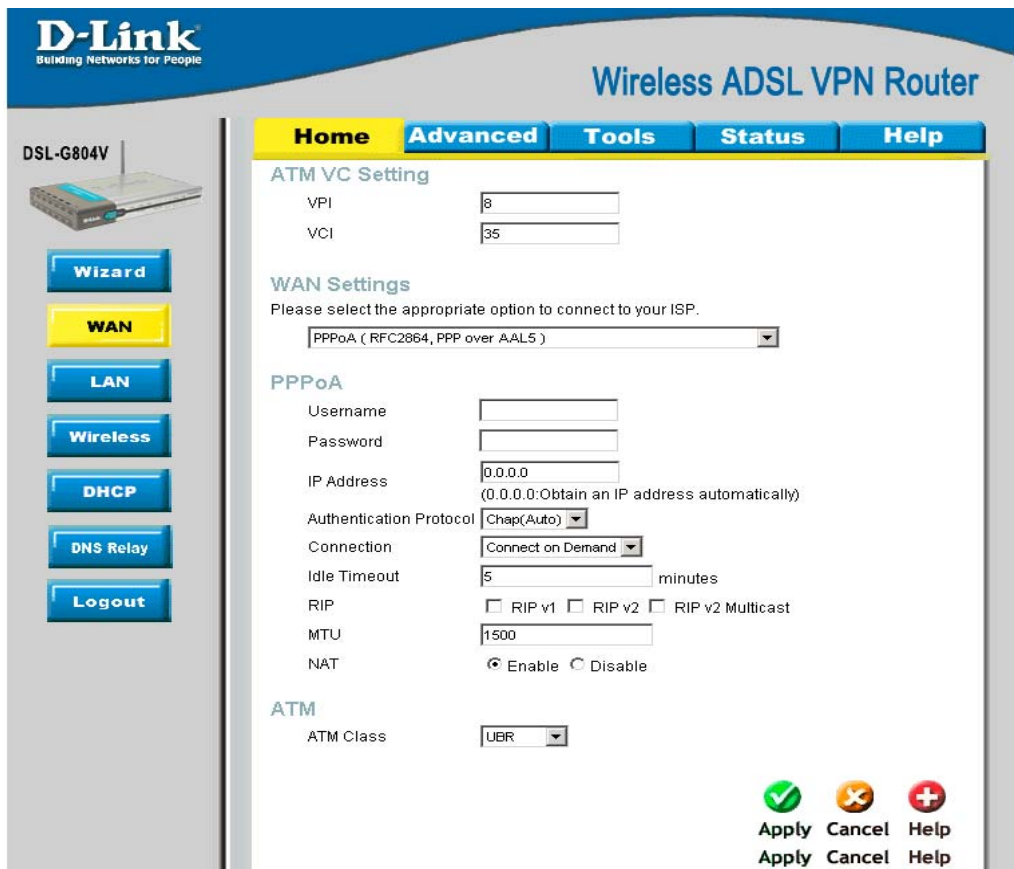 D-Link
Building Networks for People
Wireless ADSL VPN Router
DSL-G804V
Home Advanced Tools Status Help
Wizard
WAN
LAN
Wireless
DHCP
DNS Relay
Logout
ATM VC Setting
VPI 8
VCI 35
WAN Settings
Please select the appropriate option to connect to your ISP.
PPPoA ( RFC2864, PPP over AAL5 )
PPPoA
Username
Password
IP Address 0.0.0.0
(0.0.0.0:Obtain an IP address automatically)
Authentication Protocol Chap(Auto)
Connection Connect on Demand
Idle Timeout 5 minutes
RIP RIP v1 RIP v2 RIP v2 Multicast
MTU 1500
NAT Enable Disable
ATM
ATM Class UBR
Apply Cancel Help
Apply Cancel Help